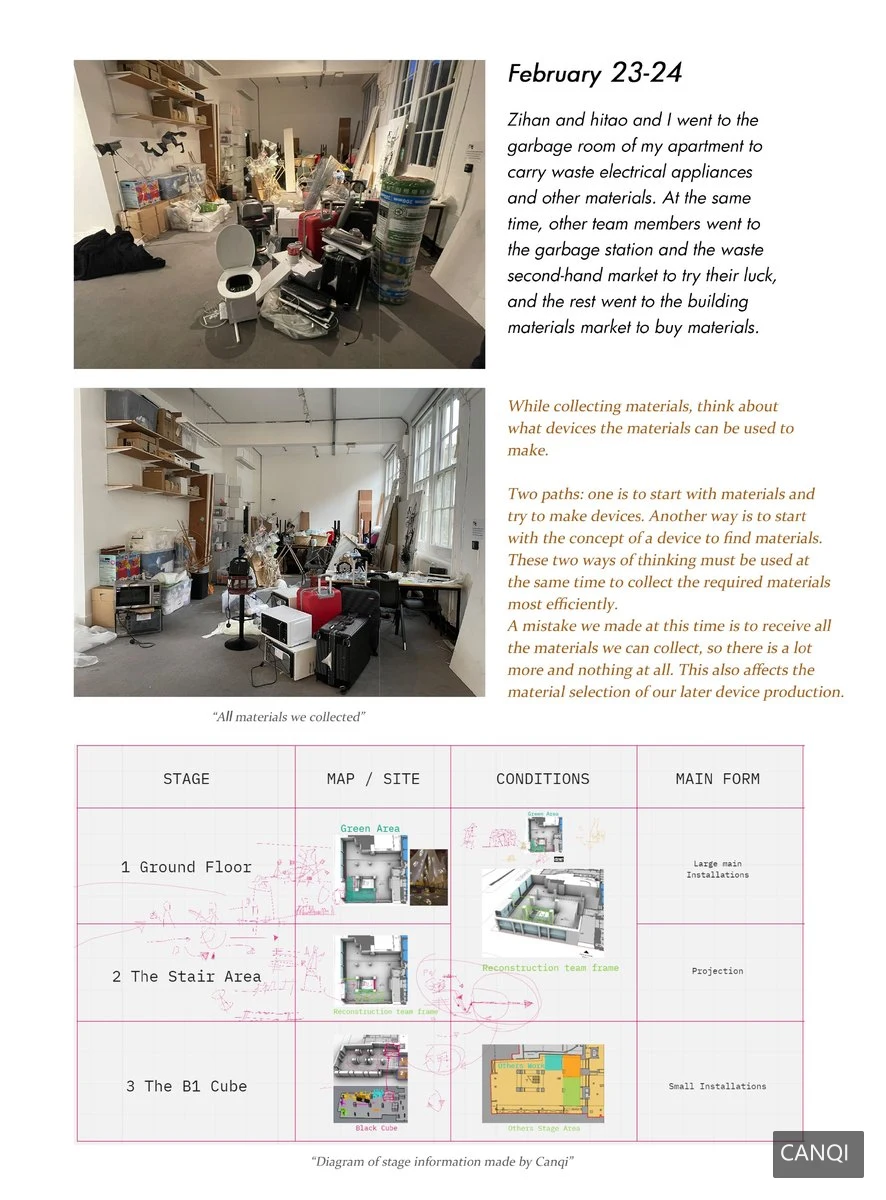 February 23-24
Zihan and hitao and I went to the
garbage room of my apartment to
carry waste electrical appliances
and other materials. At the same
time, other team members went to
the garbage station and the waste
second-hand market to try their luck,
and the rest went to the building
materials market to buy materials.
While collecting materials, think about
what devices the materials can be used to
make.
Two paths: one is to start with materials and
try to make devices. Another way is to start
with the concept of a device to find materials.
These two ways of thinking must be used at
the same time to collect the required materials
most efficiently.
A mistake we made at this time is to receive all
the materials we can collect, so there is a lot
more and nothing at all. This also affects the
material selection of our later device production.
“All materials we collected”
STAGE
MAP / SITE
CONDITIONS
MAIN FORM
1 Ground Floor
Green Area
Green Area
Large main
Installations
Reconstruction team frame
2 The Stair Area
Reconstruction team frame
Projection
3 The B1 Cube
Black Cube
Others Work
Others Stage Area
Small Installations
“Diagram of stage information made by Canqi”
CANQI